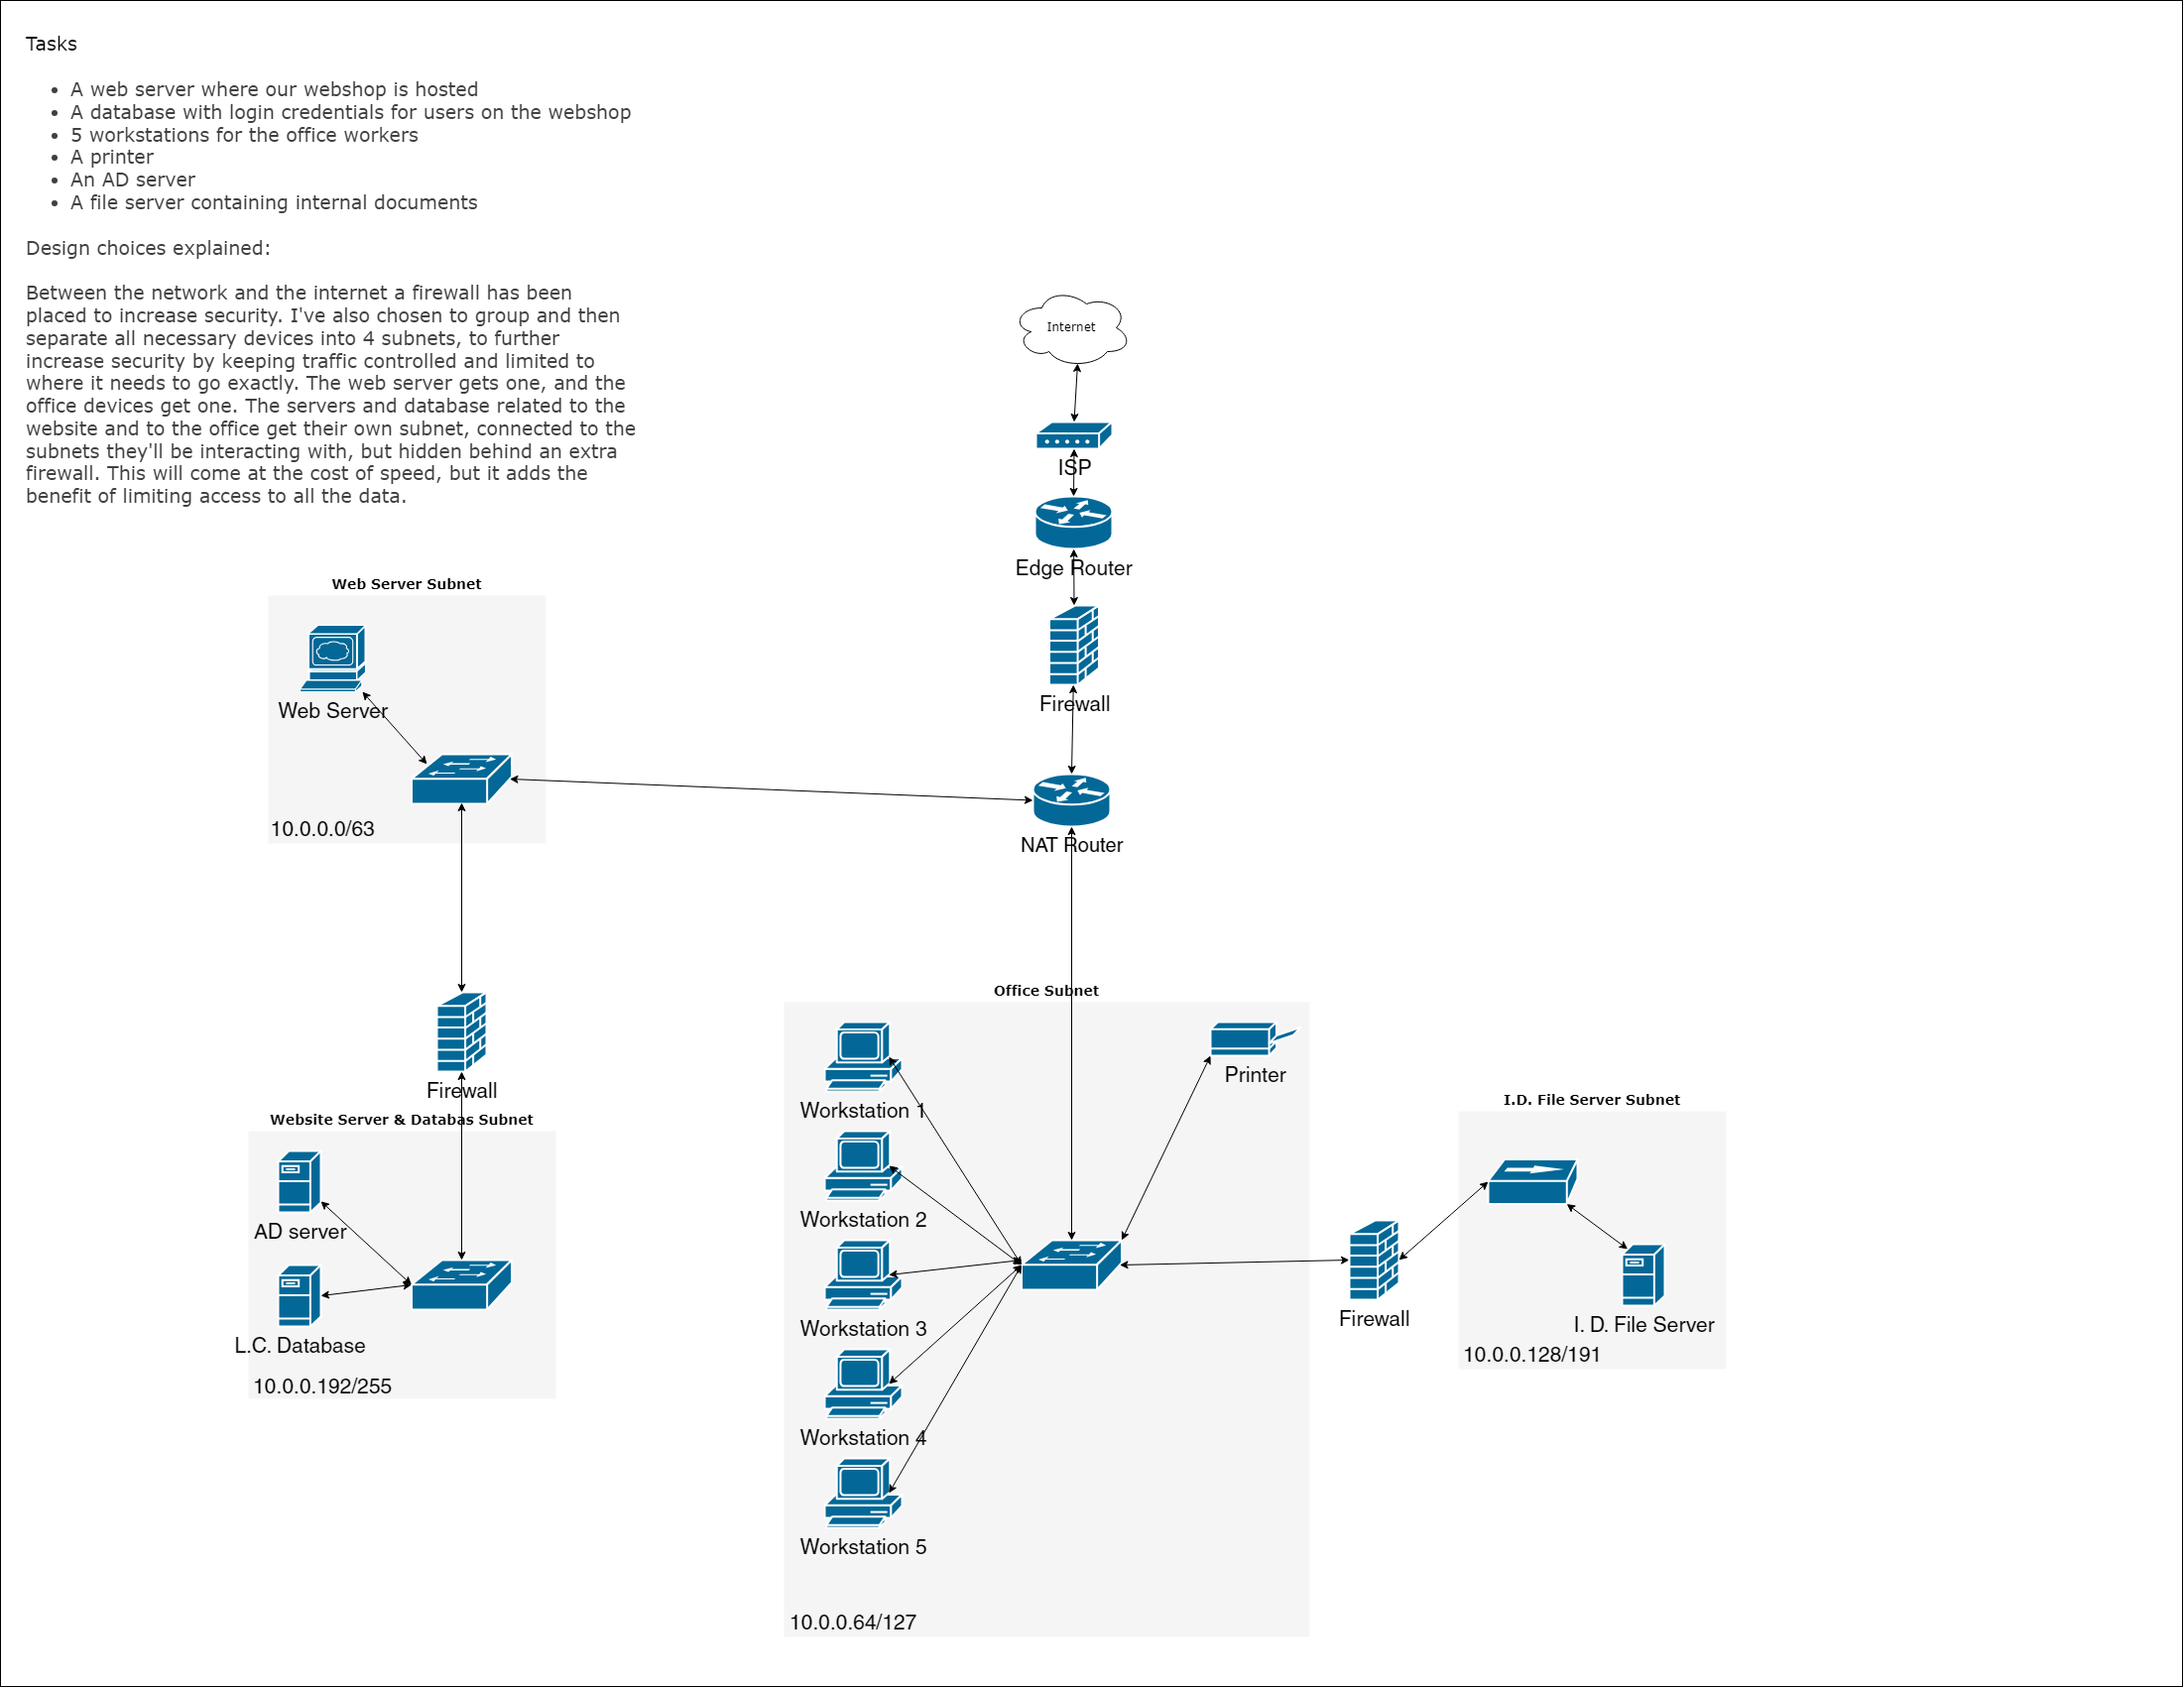 Tasks
A web server where our webshop is hosted
A database with login credentials for users on the webshop
5 workstations for the office workers
A printer
An AD server
A file server containing internal documents
Design choices explained:
Between the network and the internet a firewall has been
placed to increase security. I've also chosen to group and then
separate all necessary devices into 4 subnets, to further
increase security by keeping traffic controlled and limited to
where it needs to go exactly. The web server gets one, and the
office devices get one. The servers and database related to the
website and to the office get their own subnet, connected to the
subnets they'll be interacting with, but hidden behind an extra
firewall. This will come at the cost of speed, but it adds the
benefit of limiting access to all the data.
Internet
ISP
Edge Router
Firewall
NAT Router
Web Server Subnet
Web Server
10.0.0.0/63
Firewall
Website Server & Databas Subnet
AD server
L.C. Database
10.0.0.192/255
Office Subnet
Workstation 1
Workstation 2
Workstation 3
Workstation 4
Workstation 5
Printer
10.0.0.64/127
Firewall
I.D. File Server Subnet
I. D. File Server
10.0.0.128/191